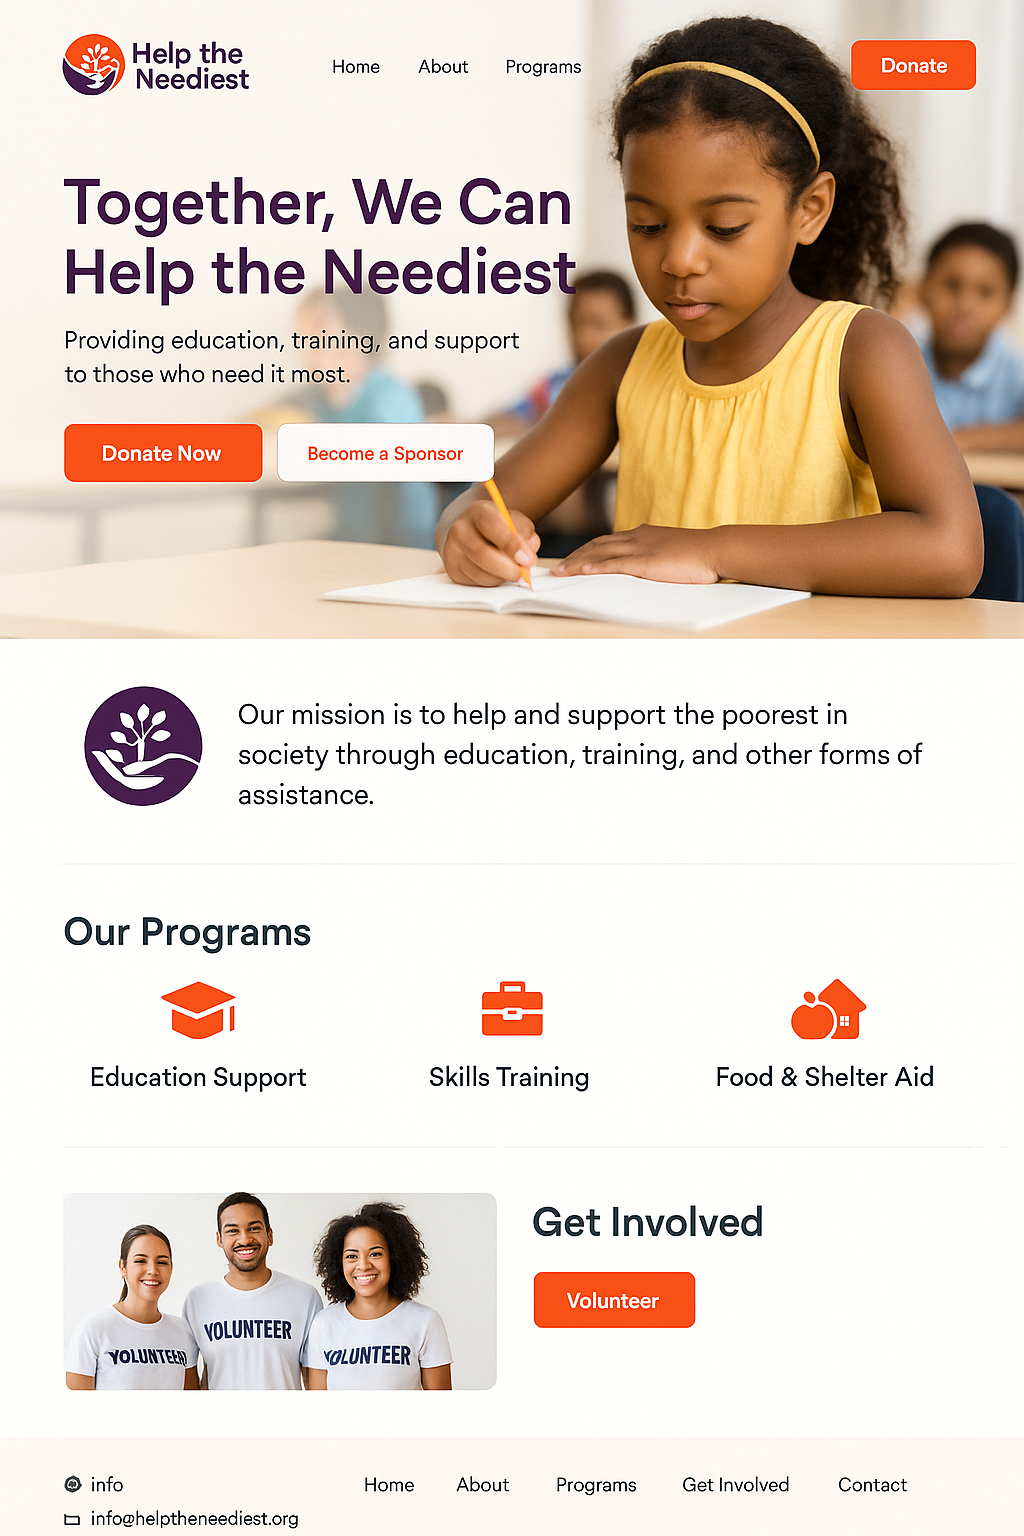 Help the
Neediest
Home About Programs
Donate
Together, We Can
Help the Neediest
Providing education, training, and support
to those who need it most.
Donate Now
Become a Sponsor
Our mission is to help and support the poorest in
society through education, training, and other forms of
assistance.
Our Programs
Education Support
Skills Training
Food & Shelter Aid
VOLUNTEER
VOLUNTEER
VOLUNTEER
Get Involved
Volunteer
info
Home About Programs Get Involved Contact
info@helptheneediest.org